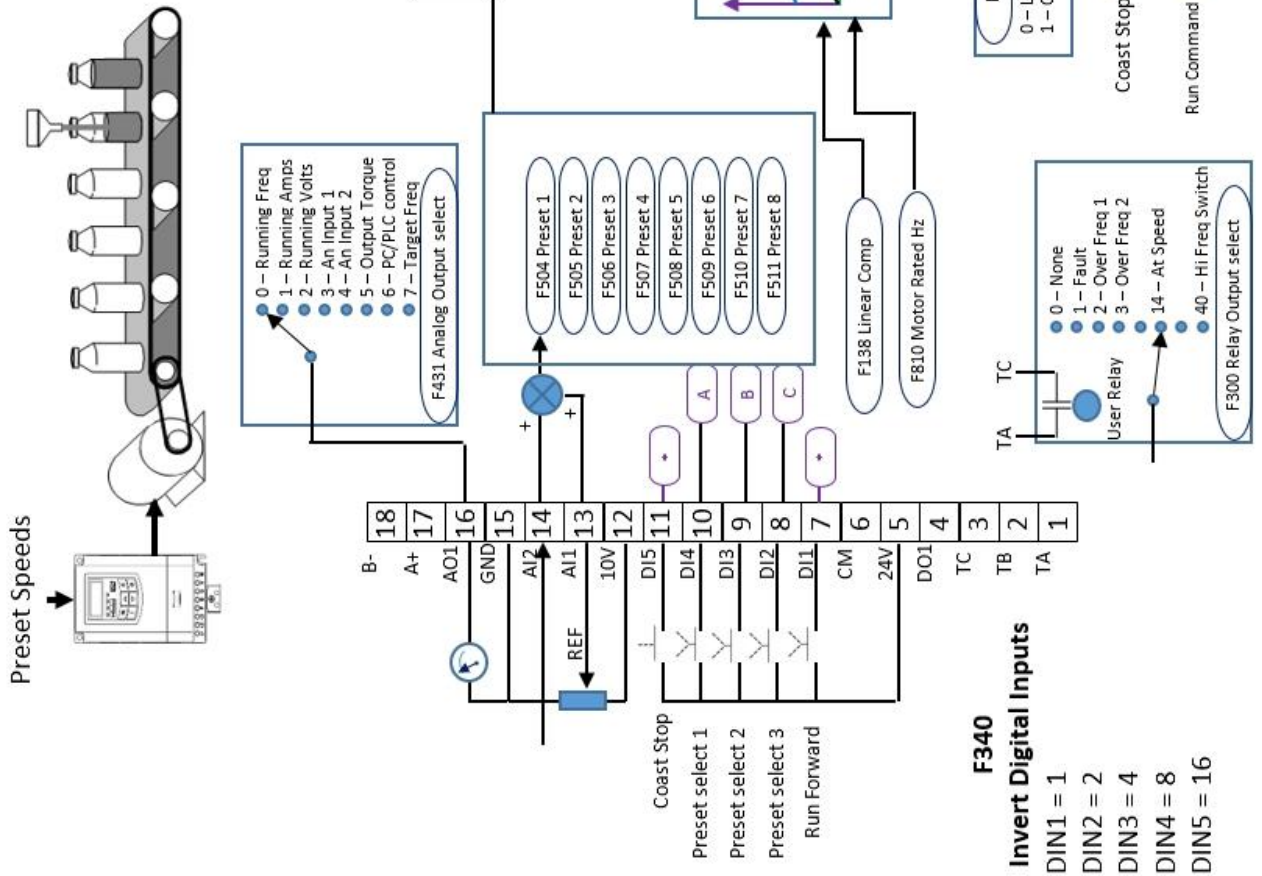 Preset Speeds
0 – Running Freq
1 – Running Amps
2 – Running Volts
3 – An Input 1
4 – An Input 2
5 – Output Torque
6 – PC/PLC control
7 – Target Freq
F431 Analog Output select
F504 Preset 1
F505 Preset 2
F506 Preset 3
F507 Preset 4
F508 Preset 5
F509 Preset 6
F510 Preset 7
F511 Preset 8
F138 Linear Comp
F810 Motor Rated Hz
+
+
+
A
B
C
+
B-
A+
AO1
GND
AI2
AI1
10V
DI5
DI4
DI3
DI2
DI1
CM
24V
DO1
TC
TB
TA
18
17
16
15
14
13
12
11
10
9
8
7
6
5
4
3
2
1
REF
Coast Stop
Preset select 1
Preset select 2
Preset select 3
Run Forward
TA
TC
User Relay
0 – None
1 – Fault
2 – Over Freq 1
3 – Over Freq 2
14 – At Speed
40 – Hi Freq Switch
F300 Relay Output select
Coast Stop
Run Command
F340
Invert Digital Inputs
DIN1 = 1
DIN2 = 2
DIN3 = 4
DIN4 = 8
DIN5 = 16